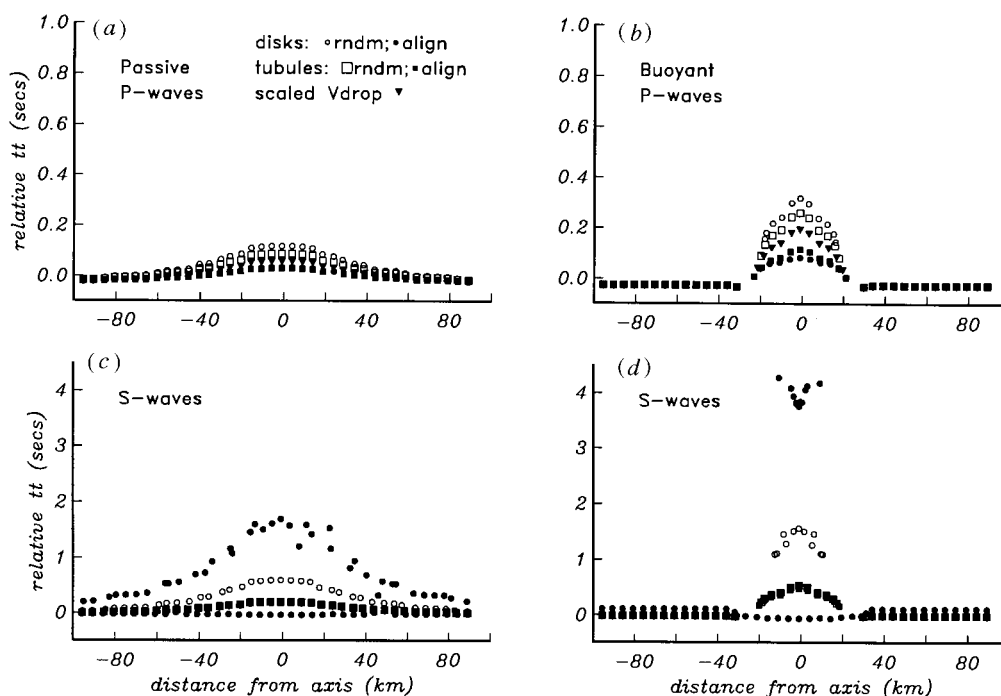 (a)
disks: ○rndm;•align
Passive tubules: □rndm;▪align
P-waves scaled Vdrop ▼
relative tt (secs)
1.0
0.8
0.6
0.4
0.2
0.0
−80 −40 0 40 80
(b)
Buoyant
P-waves
1.0
0.8
0.6
0.4
0.2
0.0
−80 −40 0 40 80
(c)
S-waves
relative tt (secs)
4
3
2
1
0
−80 −40 0 40 80
distance from axis (km)
(d)
S-waves
4
3
2
1
0
−80 −40 0 40 80
distance from axis (km)